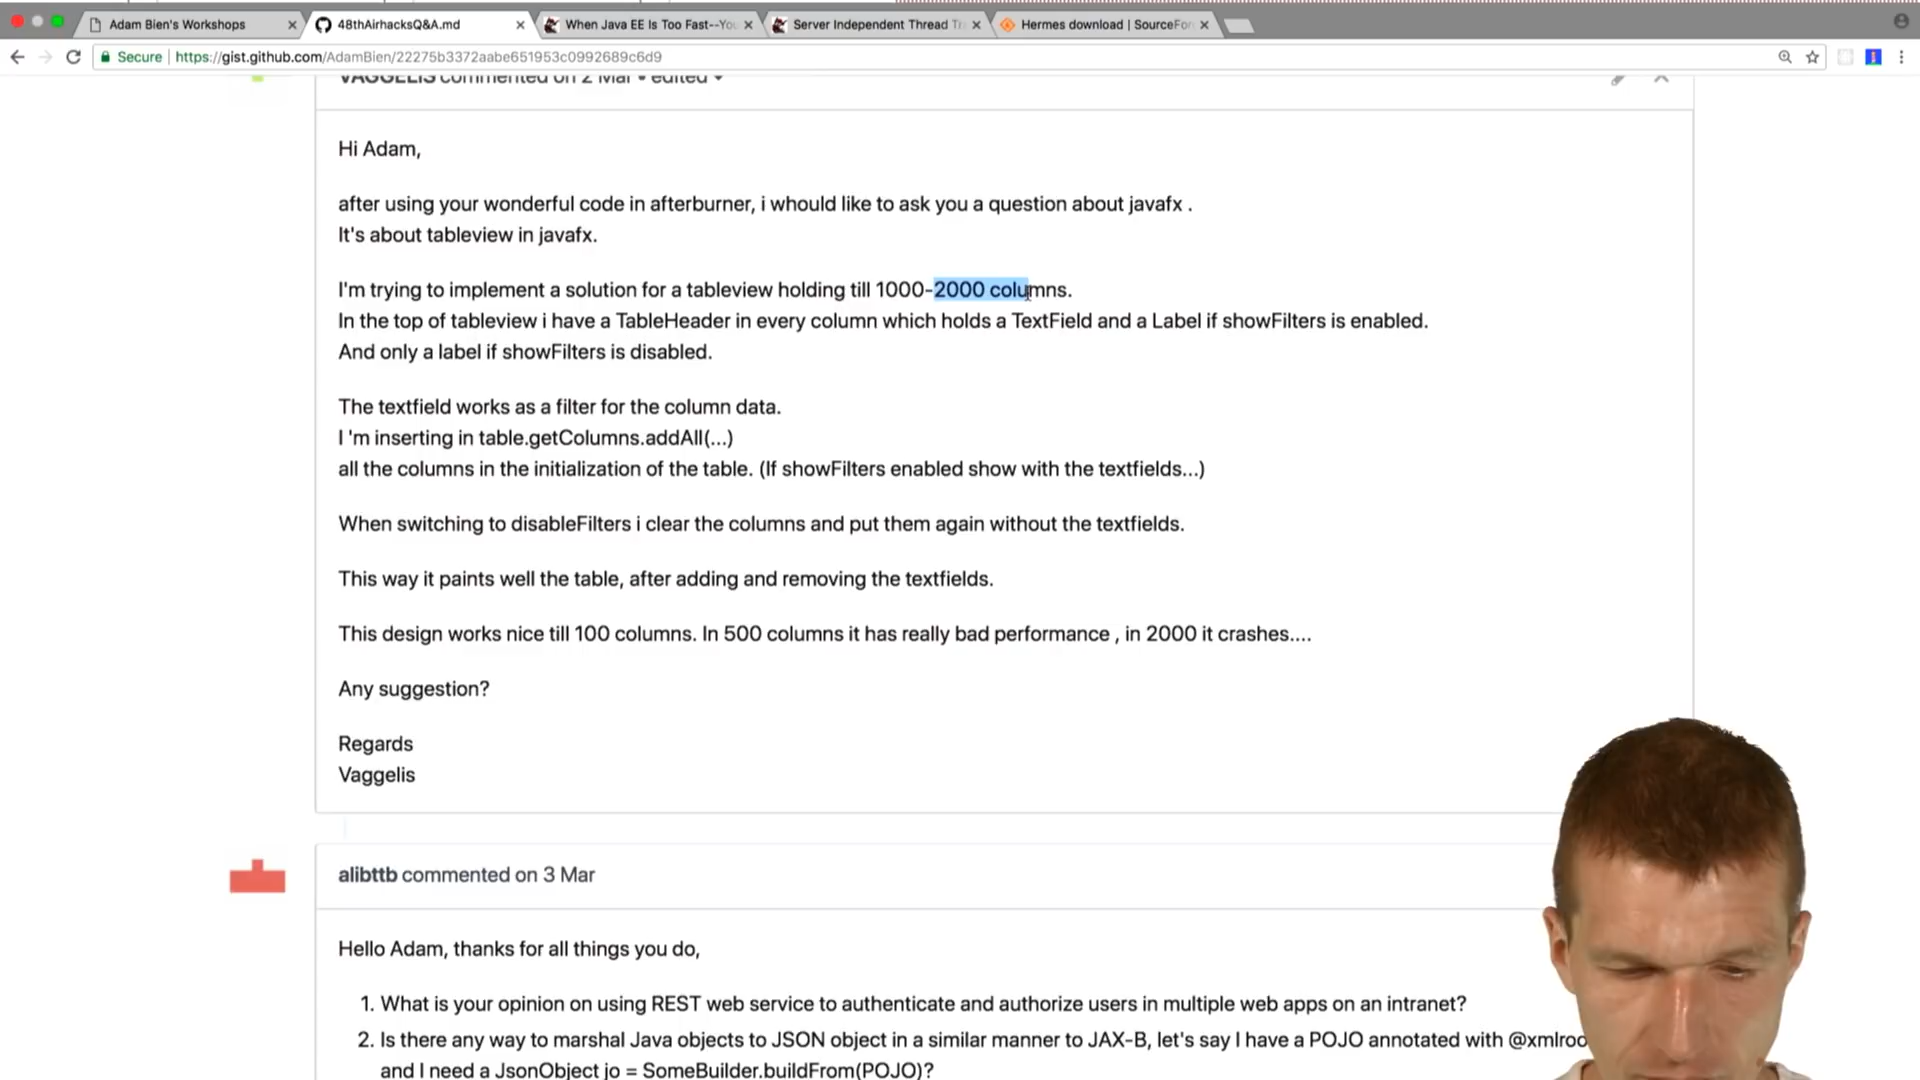 Adam Bien's Workshops
48thAirhacksQ&A.md
When Java EE Is Too Fast--You
Server Independent Thread
Hermes download | SourceFor
Secure
https://gist.github.com/AdamBien/22275b3372aabe651953c0992689c6d9
VAGGELIS commented on 2 Mar • edited
Hi Adam,
after using your wonderful code in afterburner, i whould like to ask you a question about javafx .
It's about tableview in javafx.
I'm trying to implement a solution for a tableview holding till 1000-2000 columns.
In the top of tableview i have a TableHeader in every column which holds a TextField and a Label if showFilters is enabled.
And only a label if showFilters is disabled.
The textfield works as a filter for the column data.
I 'm inserting in table.getColumns.addAll(...)
all the columns in the initialization of the table. (If showFilters enabled show with the textfields...)
When switching to disableFilters i clear the columns and put them again without the textfields.
This way it paints well the table, after adding and removing the textfields.
This design works nice till 100 columns. In 500 columns it has really bad performance , in 2000 it crashes....
Any suggestion?
Regards
Vaggelis
alibttb commented on 3 Mar
Hello Adam, thanks for all things you do,
1. What is your opinion on using REST web service to authenticate and authorize users in multiple web apps on an intranet?
2. Is there any way to marshal Java objects to JSON object in a similar manner to JAX-B, let's say I have a POJO annotated with @xmlroo
and I need a JsonObject jo = SomeBuilder.buildFrom(POJO)?